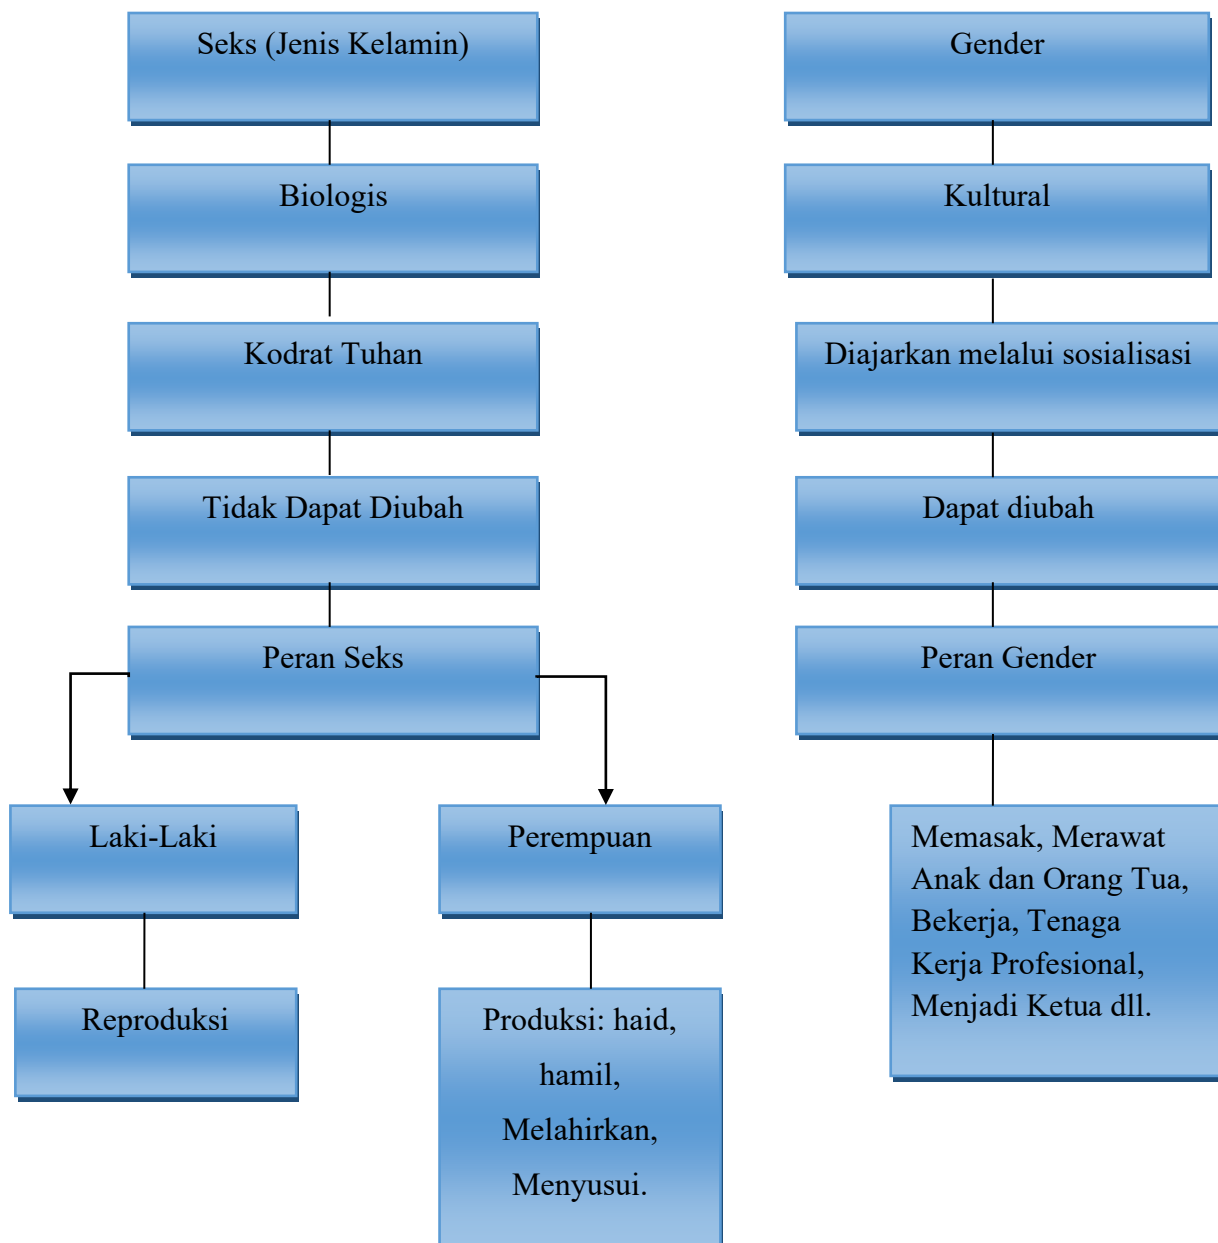 Seks (Jenis Kelamin)
Gender
Biologis
Kultural
Kodrat Tuhan
Diajarkan melalui sosialisasi
Tidak Dapat Diubah
Dapat diubah
Peran Seks
Peran Gender
Laki-Laki
Perempuan
Memasak, Merawat
Anak dan Orang Tua,
Bekerja, Tenaga
Kerja Profesional,
Menjadi Ketua dll.
Reproduksi
Produksi: haid,
hamil,
Melahirkan,
Menyusui.